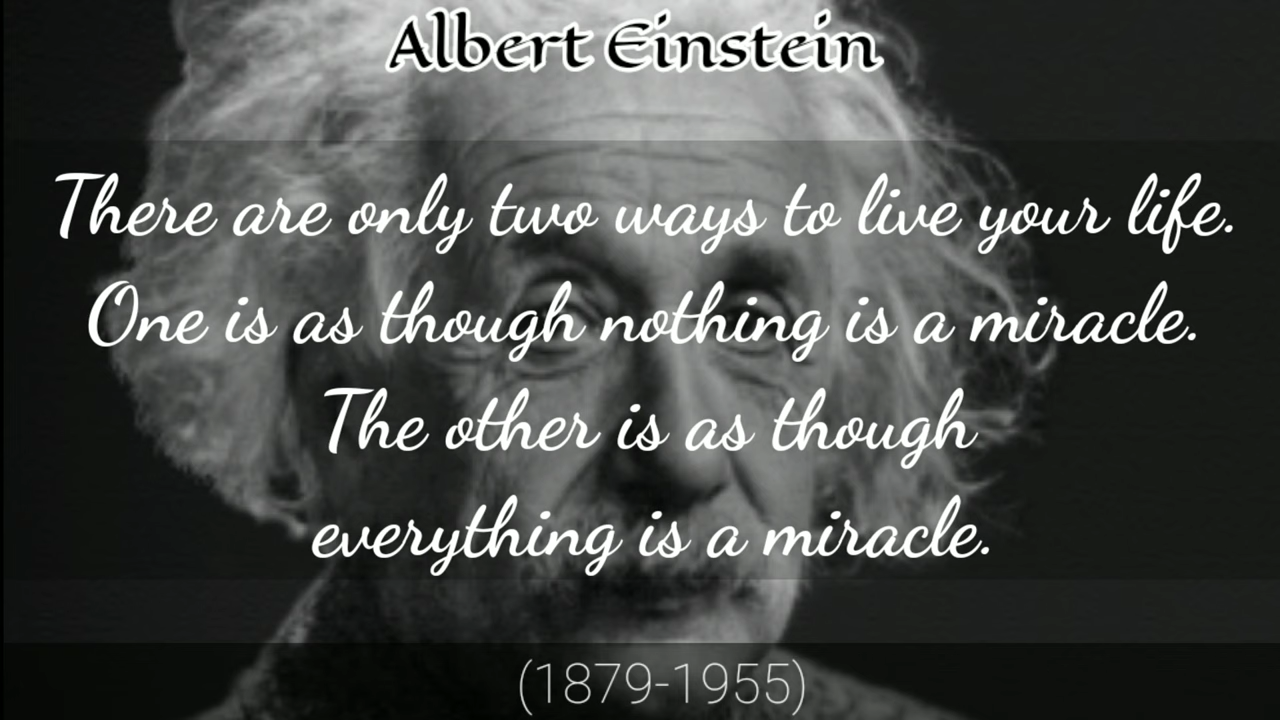 Albert Einstein
There are only two ways to live your life.
One is as though nothing is a miracle.
The other is as though
everything is a miracle.
(1879-1955)